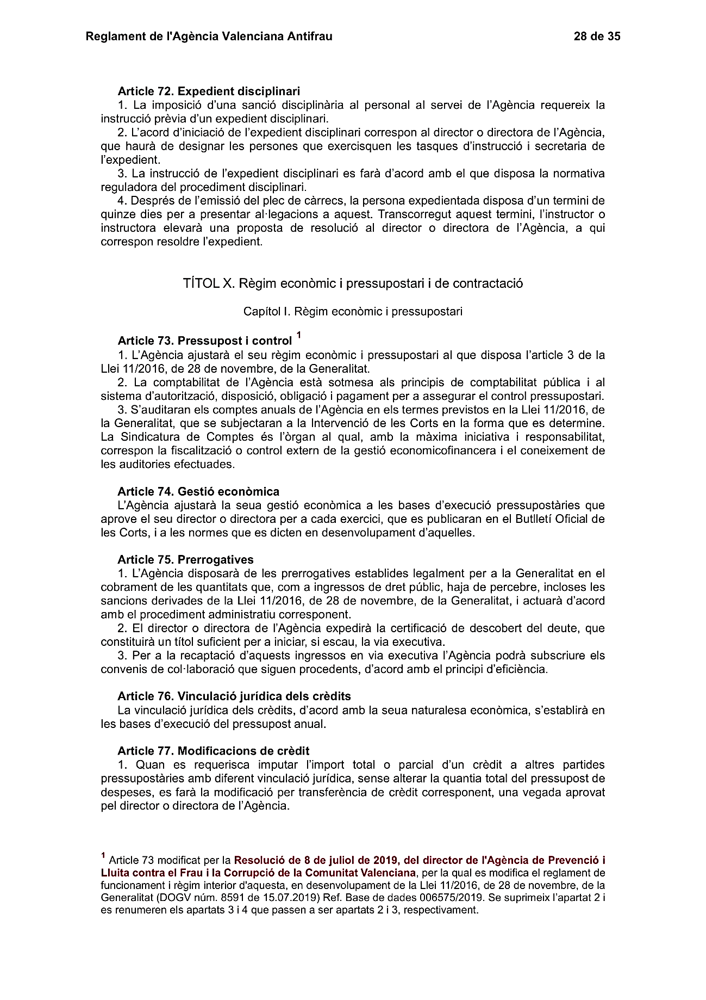 Reglament de l'Agència Valenciana Antifrau 28 de 35
Article 72. Expedient disciplinari
1. La imposició d’una sanció disciplinària al personal al servei de l’Agència requereix la
instrucció prèvia d’un expedient disciplinari.
2. L’acord d’iniciació de l’expedient disciplinari correspon al director o directora de l’Agència,
que haurà de designar les persones que exercisquen les tasques d’instrucció i secretaria de
l’expedient.
3. La instrucció de l’expedient disciplinari es farà d’acord amb el que disposa la normativa
reguladora del procediment disciplinari.
4. Després de l’emissió del plec de càrrecs, la persona expedientada disposa d’un termini de
quinze dies per a presentar al·legacions a aquest. Transcorregut aquest termini, l’instructor o
instructora elevarà una proposta de resolució al director o directora de l’Agència, a qui
correspon resoldre l’expedient.
TÍTOL X. Règim econòmic i pressupostari i de contractació
Capítol I. Règim econòmic i pressupostari
Article 73. Pressupost i control 1
1. L’Agència ajustarà el seu règim econòmic i pressupostari al que disposa l’article 3 de la
Llei 11/2016, de 28 de novembre, de la Generalitat.
2. La comptabilitat de l’Agència està sotmesa als principis de comptabilitat pública i al
sistema d’autorització, disposició, obligació i pagament per a assegurar el control pressupostari.
3. S’auditaran els comptes anuals de l’Agència en els termes previstos en la Llei 11/2016, de
la Generalitat, que se subjectaran a la Intervenció de les Corts en la forma que es determine.
La Sindicatura de Comptes és l’òrgan al qual, amb la màxima iniciativa i responsabilitat,
correspon la fiscalització o control extern de la gestió economicofinancera i el coneixement de
les auditories efectuades.
Article 74. Gestió econòmica
L’Agència ajustarà la seua gestió econòmica a les bases d’execució pressupostàries que
aprove el seu director o directora per a cada exercici, que es publicaran en el Butlletí Oficial de
les Corts, i a les normes que es dicten en desenvolupament d’aquelles.
Article 75. Prerrogatives
1. L’Agència disposarà de les prerrogatives establides legalment per a la Generalitat en el
cobrament de les quantitats que, com a ingressos de dret públic, haja de percebre, incloses les
sancions derivades de la Llei 11/2016, de 28 de novembre, de la Generalitat, i actuarà d’acord
amb el procediment administratiu corresponent.
2. El director o directora de l’Agència expedirà la certificació de descobert del deute, que
constituirà un títol suficient per a iniciar, si escau, la via executiva.
3. Per a la recaptació d’aquests ingressos en via executiva l’Agència podrà subscriure els
convenis de col·laboració que siguen procedents, d’acord amb el principi d’eficiència.
Article 76. Vinculació jurídica dels crèdits
La vinculació jurídica dels crèdits, d’acord amb la seua naturalesa econòmica, s’establirà en
les bases d’execució del pressupost anual.
Article 77. Modificacions de crèdit
1. Quan es requerisca imputar l’import total o parcial d’un crèdit a altres partides
pressupostàries amb diferent vinculació jurídica, sense alterar la quantia total del pressupost de
despeses, es farà la modificació per transferència de crèdit corresponent, una vegada aprovat
pel director o directora de l’Agència.
1 Article 73 modificat per la Resolució de 8 de juliol de 2019, del director de l'Agència de Prevenció i
Lluita contra el Frau i la Corrupció de la Comunitat Valenciana, per la qual es modifica el reglament de
funcionament i règim interior d'aquesta, en desenvolupament de la Llei 11/2016, de 28 de novembre, de la
Generalitat (DOGV núm. 8591 de 15.07.2019) Ref. Base de dades 006575/2019. Se suprimeix l’apartat 2 i
es renumeren els apartats 3 i 4 que passen a ser apartats 2 i 3, respectivament.